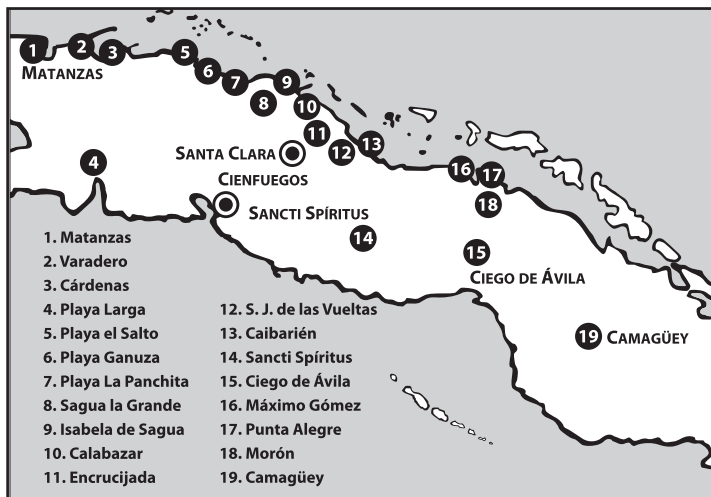 1
2
3
5
6
7
9
8
10
MATANZAS
11
12
13
4
SANTA CLARA
16
17
CIENFUEGOS
18
SANCTI SPÍRITUS
14
15
CIEGO DE ÁVILA
19 CAMAGÜEY
1. Matanzas
2. Varadero
3. Cárdenas
4. Playa Larga
5. Playa el Salto
6. Playa Ganuza
7. Playa La Panchita
8. Sagua la Grande
9. Isabela de Sagua
10. Calabazar
11. Encrucijada
12. S. J. de las Vueltas
13. Caibarién
14. Sancti Spíritus
15. Ciego de Ávila
16. Máximo Gómez
17. Punta Alegre
18. Morón
19. Camagüey